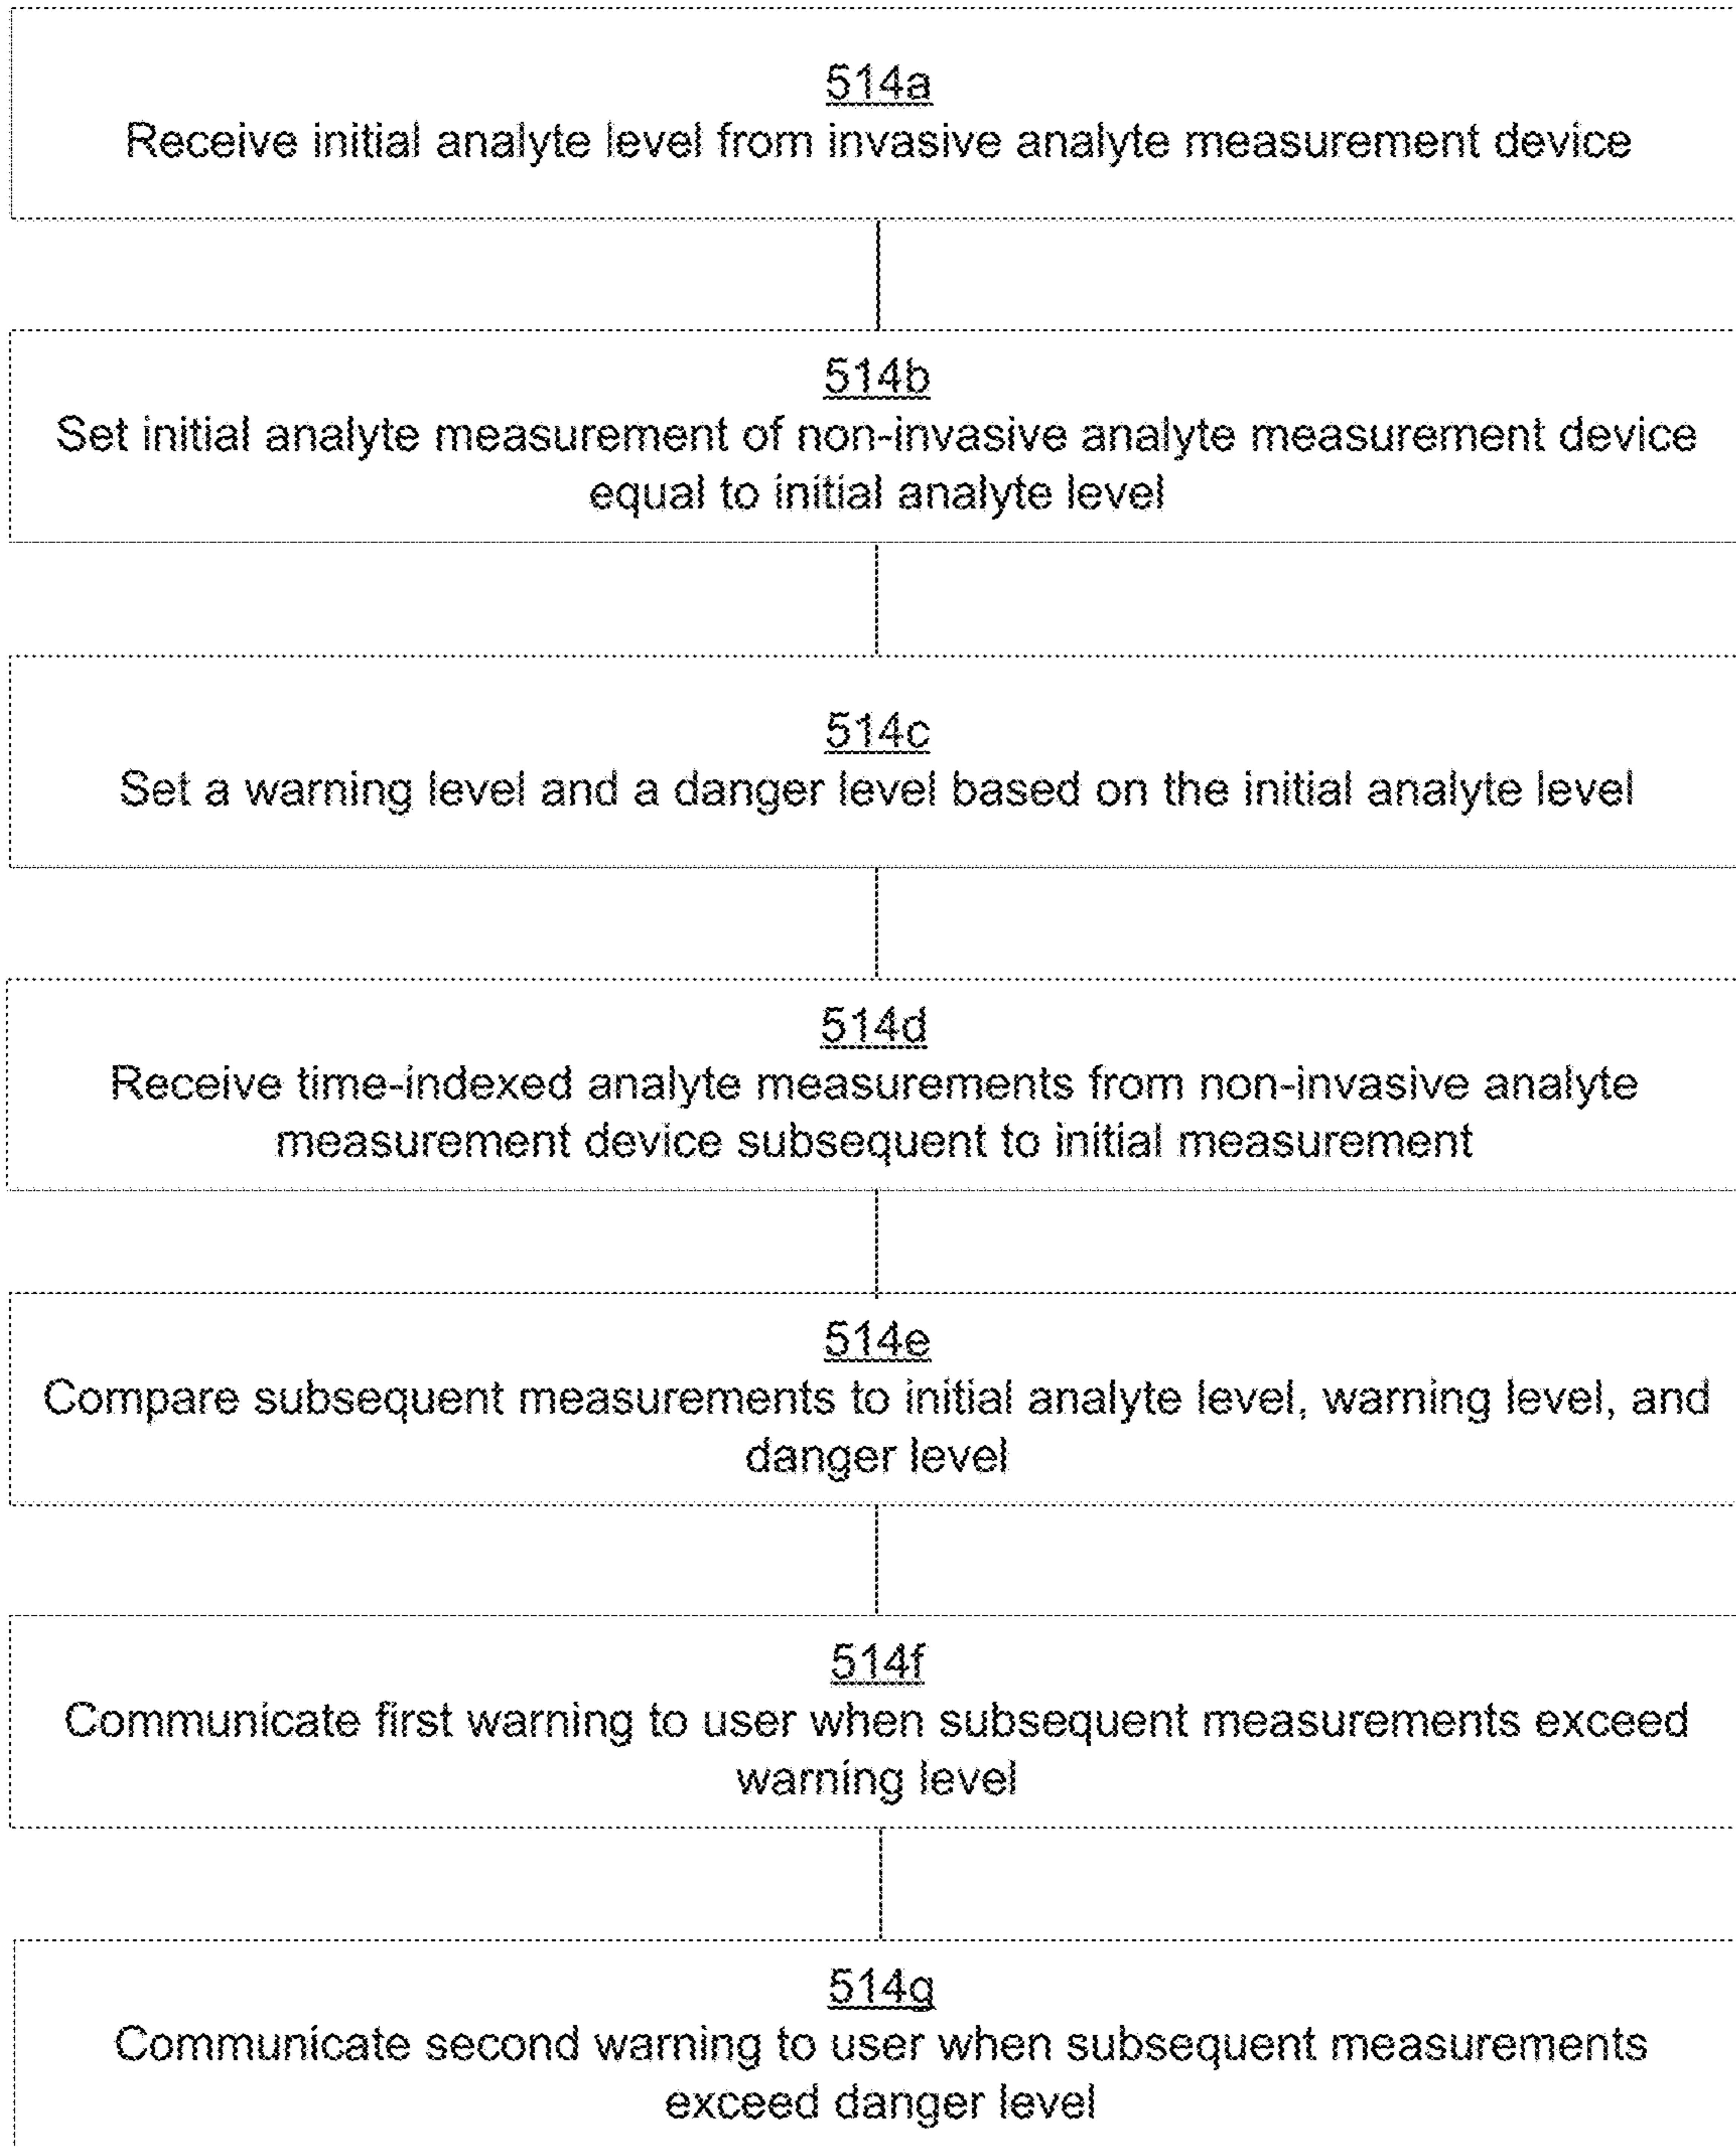 514a
Receive initial analyte level from invasive analyte measurement device
514b
Set initial analyte measurement of non-invasive analyte measurement device
equal to initial analyte level
514c
Set a warning level and a danger level based on the initial analyte level
514d
Receive time-indexed analyte measurements from non-invasive analyte
measurement device subsequent to initial measurement
514e
Compare subsequent measurements to initial analyte level, warning level, and
danger level
514f
Communicate first warning to user when subsequent measurements exceed
warning level
514g
Communicate second warning to user when subsequent measurements
exceed danger level